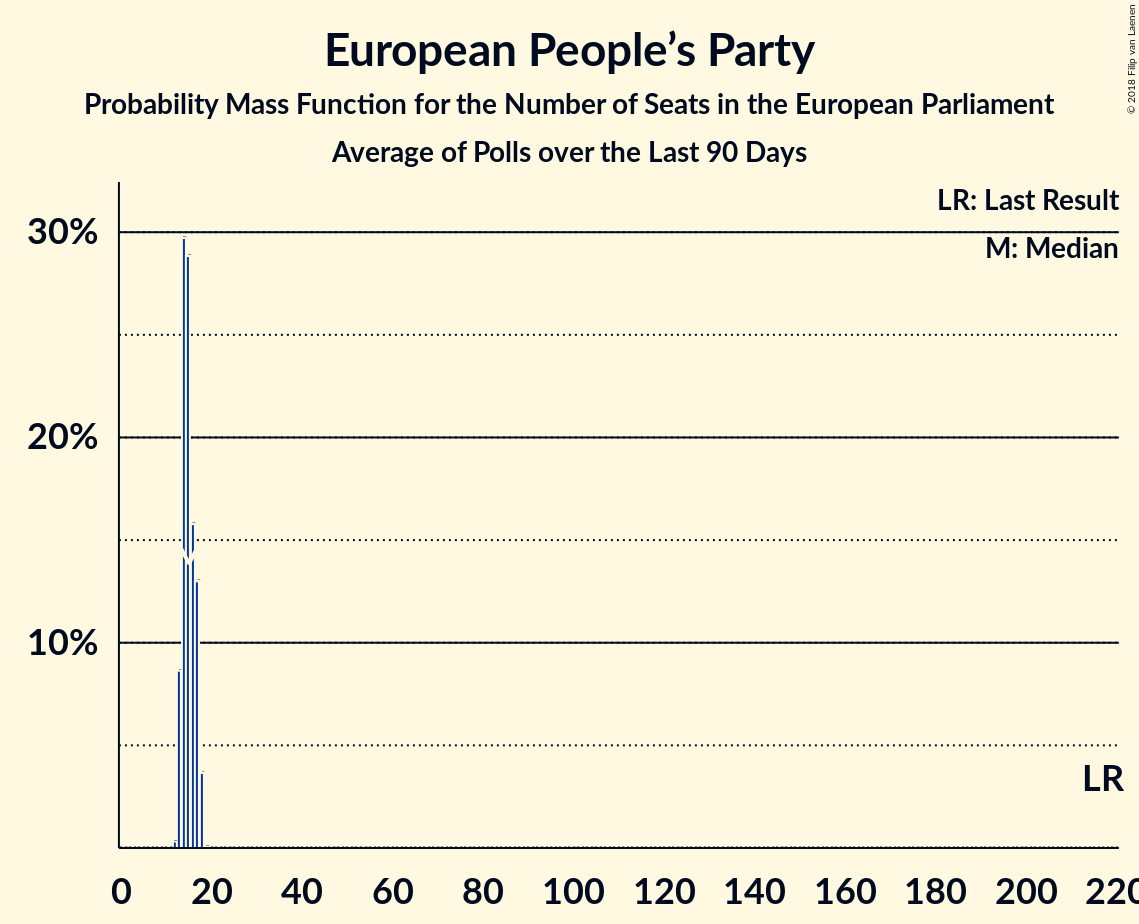 European People's Party
Probability Mass Function for the Number of Seats in the European Parliament
Average of Polls over the Last 90 Days
© 2018 Filip van Laenen
LR: Last Result
M: Median
30%
20%
10%
M
LR
0 20 40 60 80 100 120 140 160 180 200 220